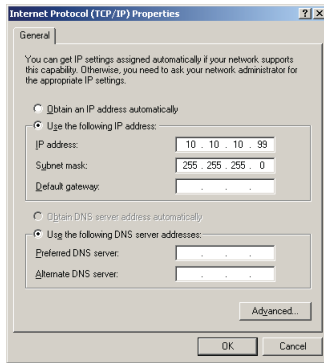 Internet Protocol (TCP/IP) Properties
General
You can get IP settings assigned automatically if your network supports
this capability. Otherwise, you need to ask your network administrator for
the appropriate IP settings.
Obtain an IP address automatically
Use the following IP address:
IP address: 10 . 10 . 10 . 99
Subnet mask: 255 . 255 . 255 . 0
Default gateway: . . .
Obtain DNS server address automatically
Use the following DNS server addresses:
Preferred DNS server: . . .
Alternate DNS server: . . .
Advanced...
OK Cancel